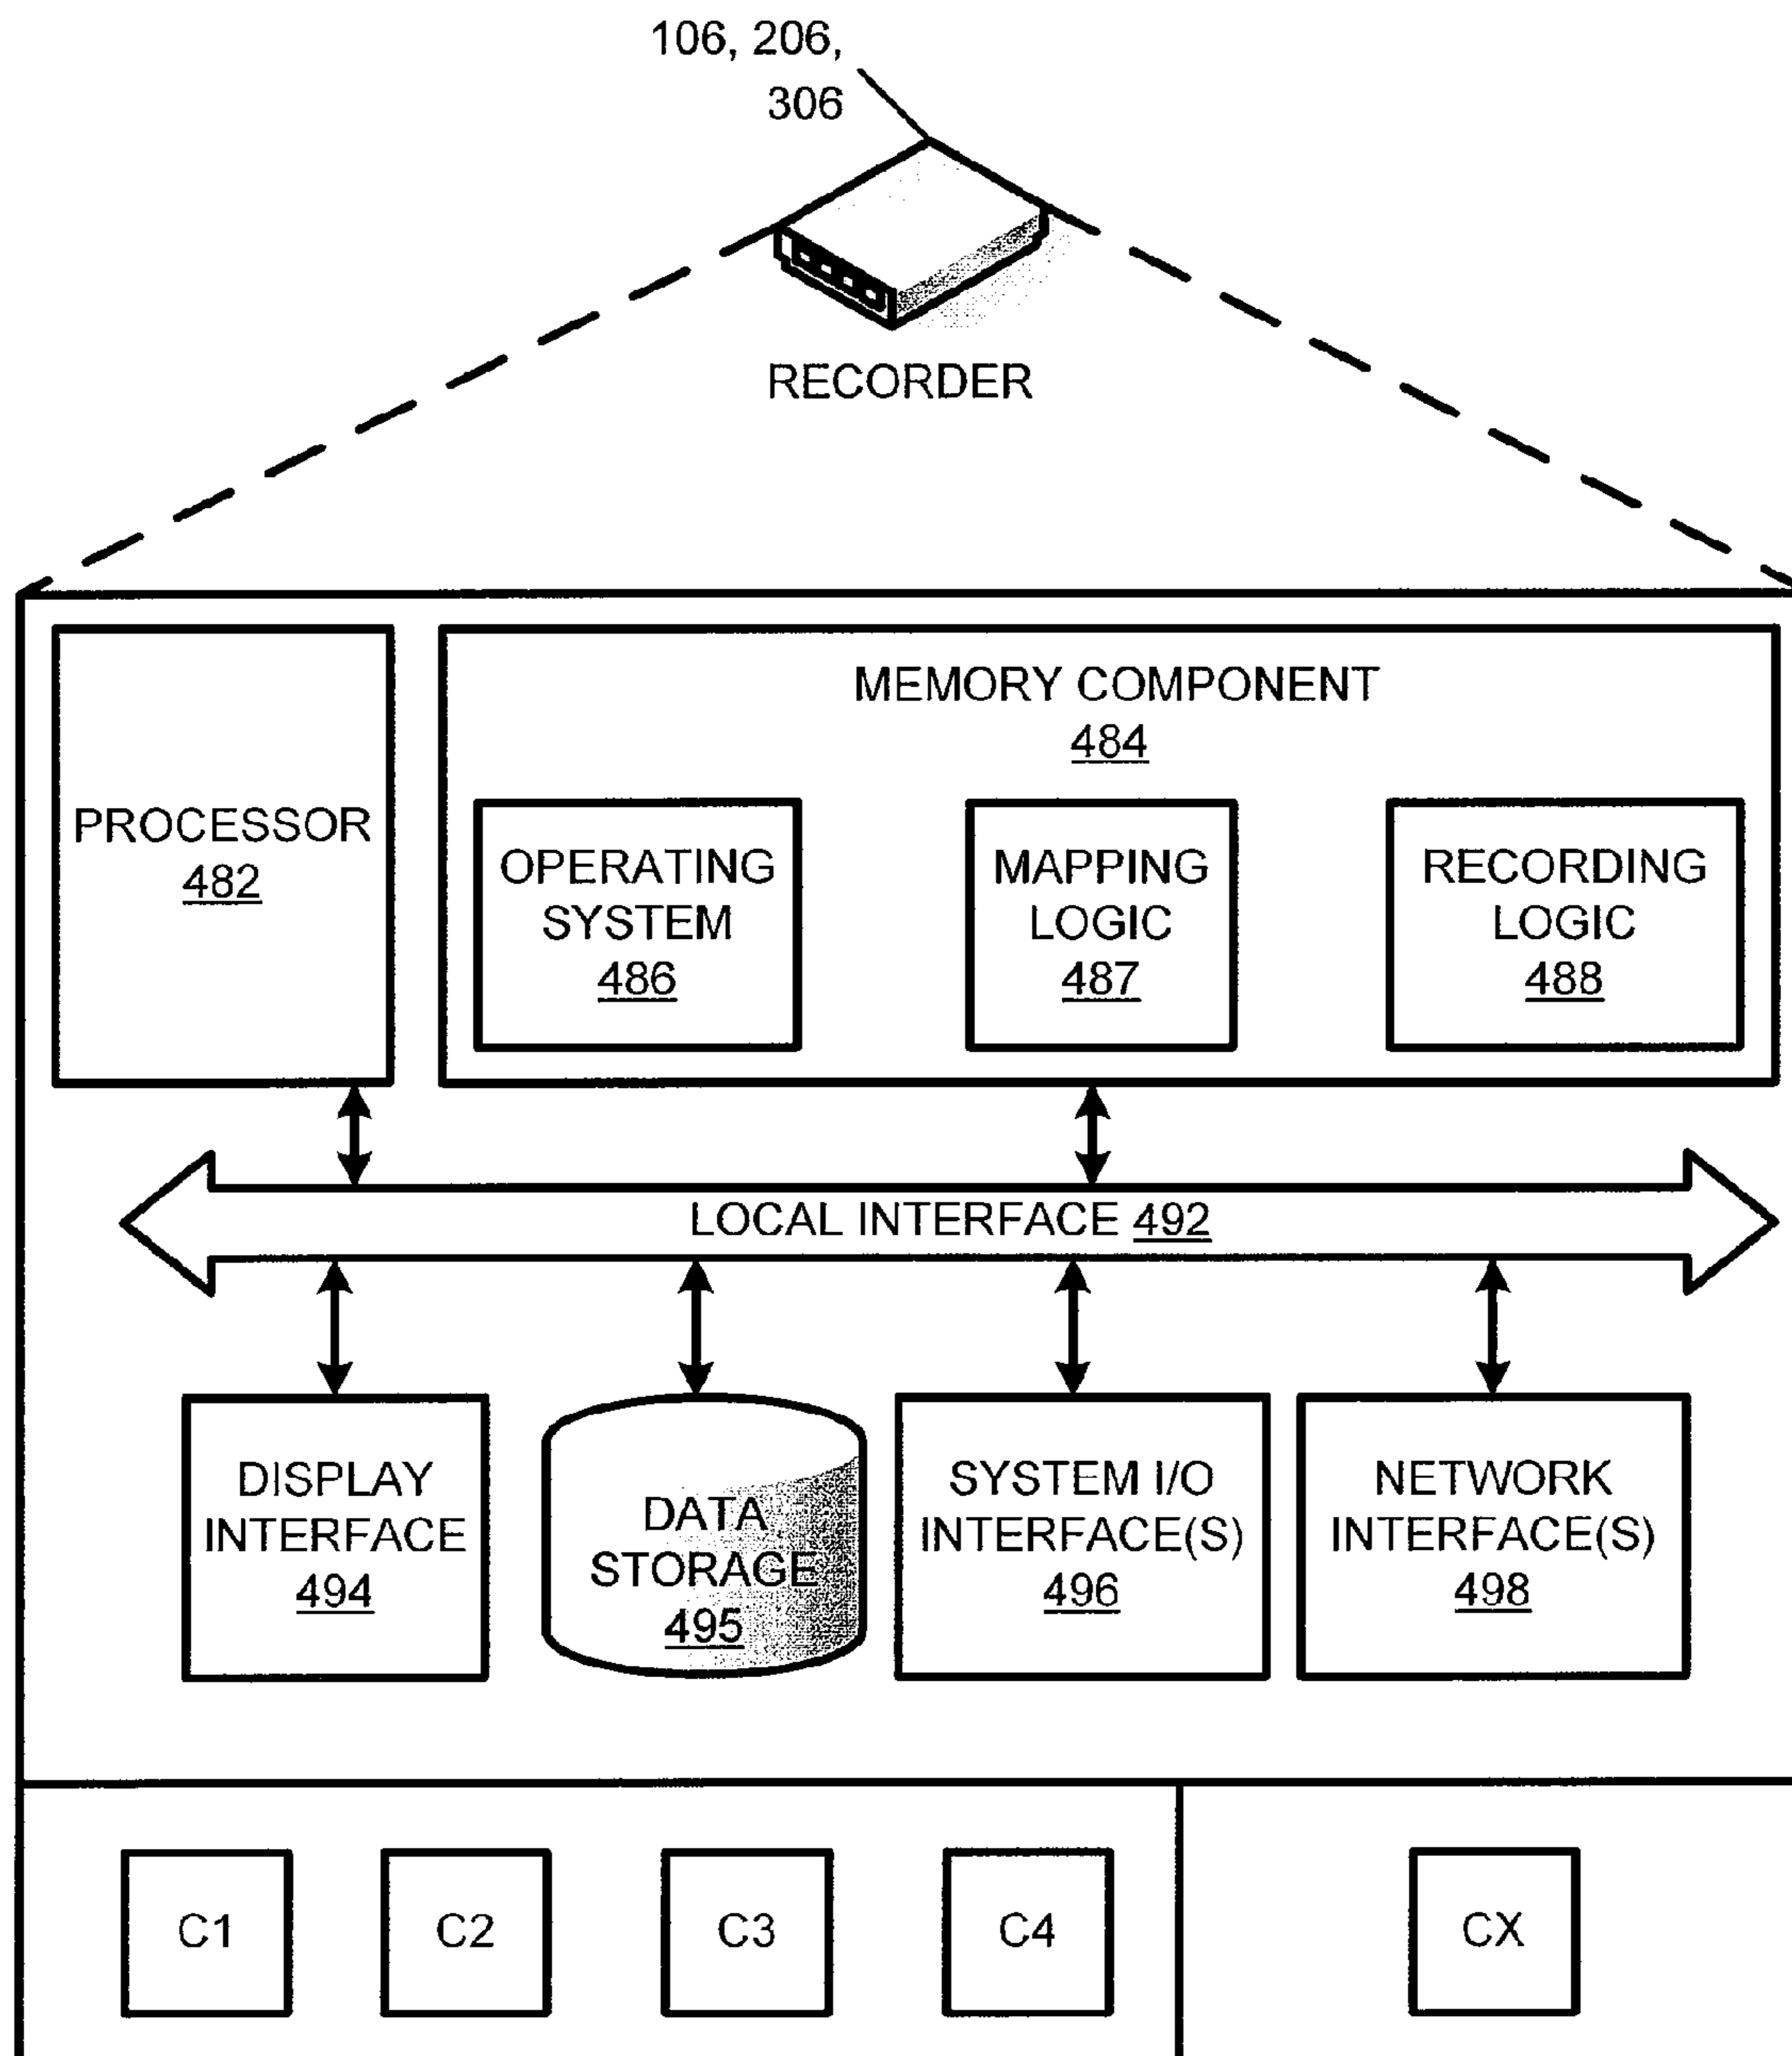 106, 206,
306
RECORDER
MEMORY COMPONENT
484
PROCESSOR
482
OPERATING
SYSTEM
486
MAPPING
LOGIC
487
RECORDING
LOGIC
488
LOCAL INTERFACE 492
DISPLAY
INTERFACE
494
DATA
STORAGE
495
SYSTEM I/O
INTERFACE(S)
496
NETWORK
INTERFACE(S)
498
C1
C2
C3
C4
CX